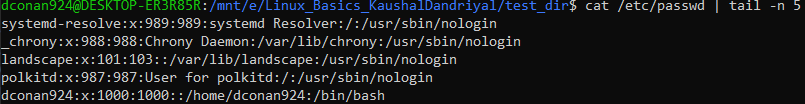 dconan924@DESKTOP-ER3R85R:/mnt/e/Linux_Basics_KaushalDandriyal/test_dir$ cat /etc/passwd | tail -n 5
systemd-resolve:x:989:989:systemd Resolver:/:/usr/sbin/nologin
_chrony:x:988:988:Chrony Daemon:/var/lib/chrony:/usr/sbin/nologin
landscape:x:101:103::/var/lib/landscape:/usr/sbin/nologin
polkitd:x:987:987:User for polkitd:/:/usr/sbin/nologin
dconan924:x:1000:1000::/home/dconan924:/bin/bash